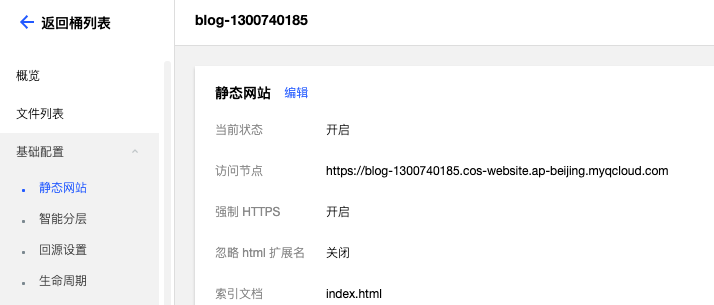 返回桶列表
概览
文件列表
基础配置
静态网站
智能分层
回源设置
生命周期
blog-1300740185
静态网站 编辑
当前状态 开启
访问节点 https://blog-1300740185.cos-website.ap-beijing.myqcloud.com
强制 HTTPS 开启
忽略 html 扩展名 关闭
索引文档 index.html